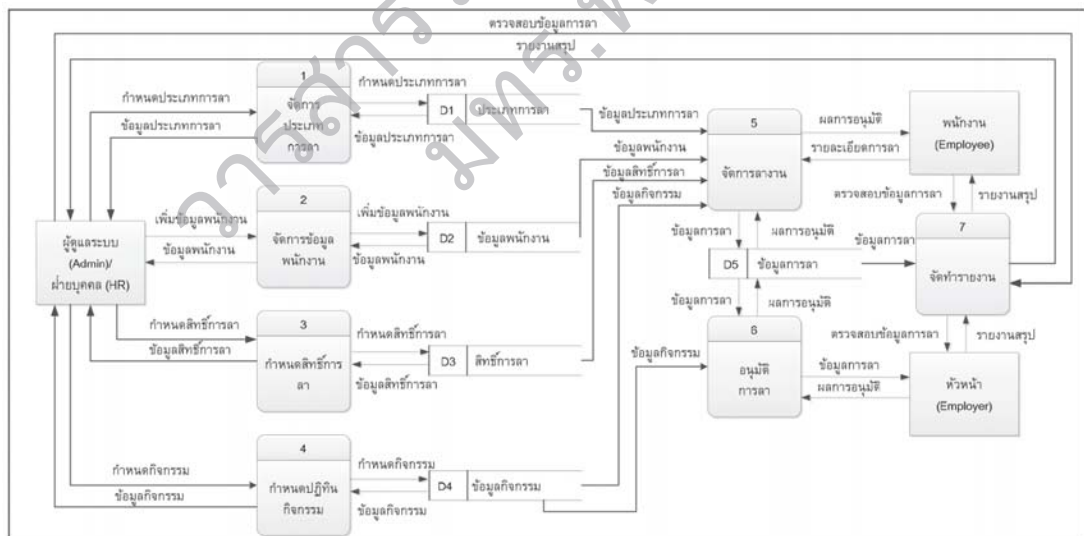 ตรวจสอบข้อมูลการลา
รายงานสรุป
กำหนดประเภทการลา
ข้อมูลประเภทการลา
1
จัดการ
ประเภท
การลา
กำหนดประเภทการลา
D1 ประเภทการลา
ข้อมูลประเภทการลา
ข้อมูลประเภทการลา
ข้อมูลพนักงาน
ข้อมูลสิทธิ์การลา
ข้อมูลกิจกรรม
5
จัดการลางาน
ผลการอนุมัติ
รายละเอียดการลา
พนักงาน
(Employee)
ผู้ดูแลระบบ
(Admin)/
ฝ่ายบุคคล (HR)
เพิ่มข้อมูลพนักงาน
ข้อมูลพนักงาน
2
จัดการข้อมูล
พนักงาน
เพิ่มข้อมูลพนักงาน
D2 ข้อมูลพนักงาน
ข้อมูลพนักงาน
ข้อมูลการลา
ผลการอนุมัติ
D5 ข้อมูลการลา
ข้อมูลการลา
ผลการอนุมัติ
ข้อมูลการลา
ตรวจสอบข้อมูลการลา
รายงานสรุป
7
จัดทำรายงาน
กำหนดสิทธิ์การลา
ข้อมูลสิทธิ์การลา
3
กำหนดสิทธิ์การ
ลา
กำหนดสิทธิ์การลา
D3 สิทธิ์การลา
ข้อมูลสิทธิ์การลา
ข้อมูลกิจกรรม
6
อนุมัติ
การลา
ข้อมูลการลา
ผลการอนุมัติ
ตรวจสอบข้อมูลการลา
รายงานสรุป
หัวหน้า
(Employer)
กำหนดกิจกรรม
ข้อมูลกิจกรรม
4
กำหนดปฏิทิน
กิจกรรม
กำหนดกิจกรรม
D4 ข้อมูลกิจกรรม
ข้อมูลกิจกรรม